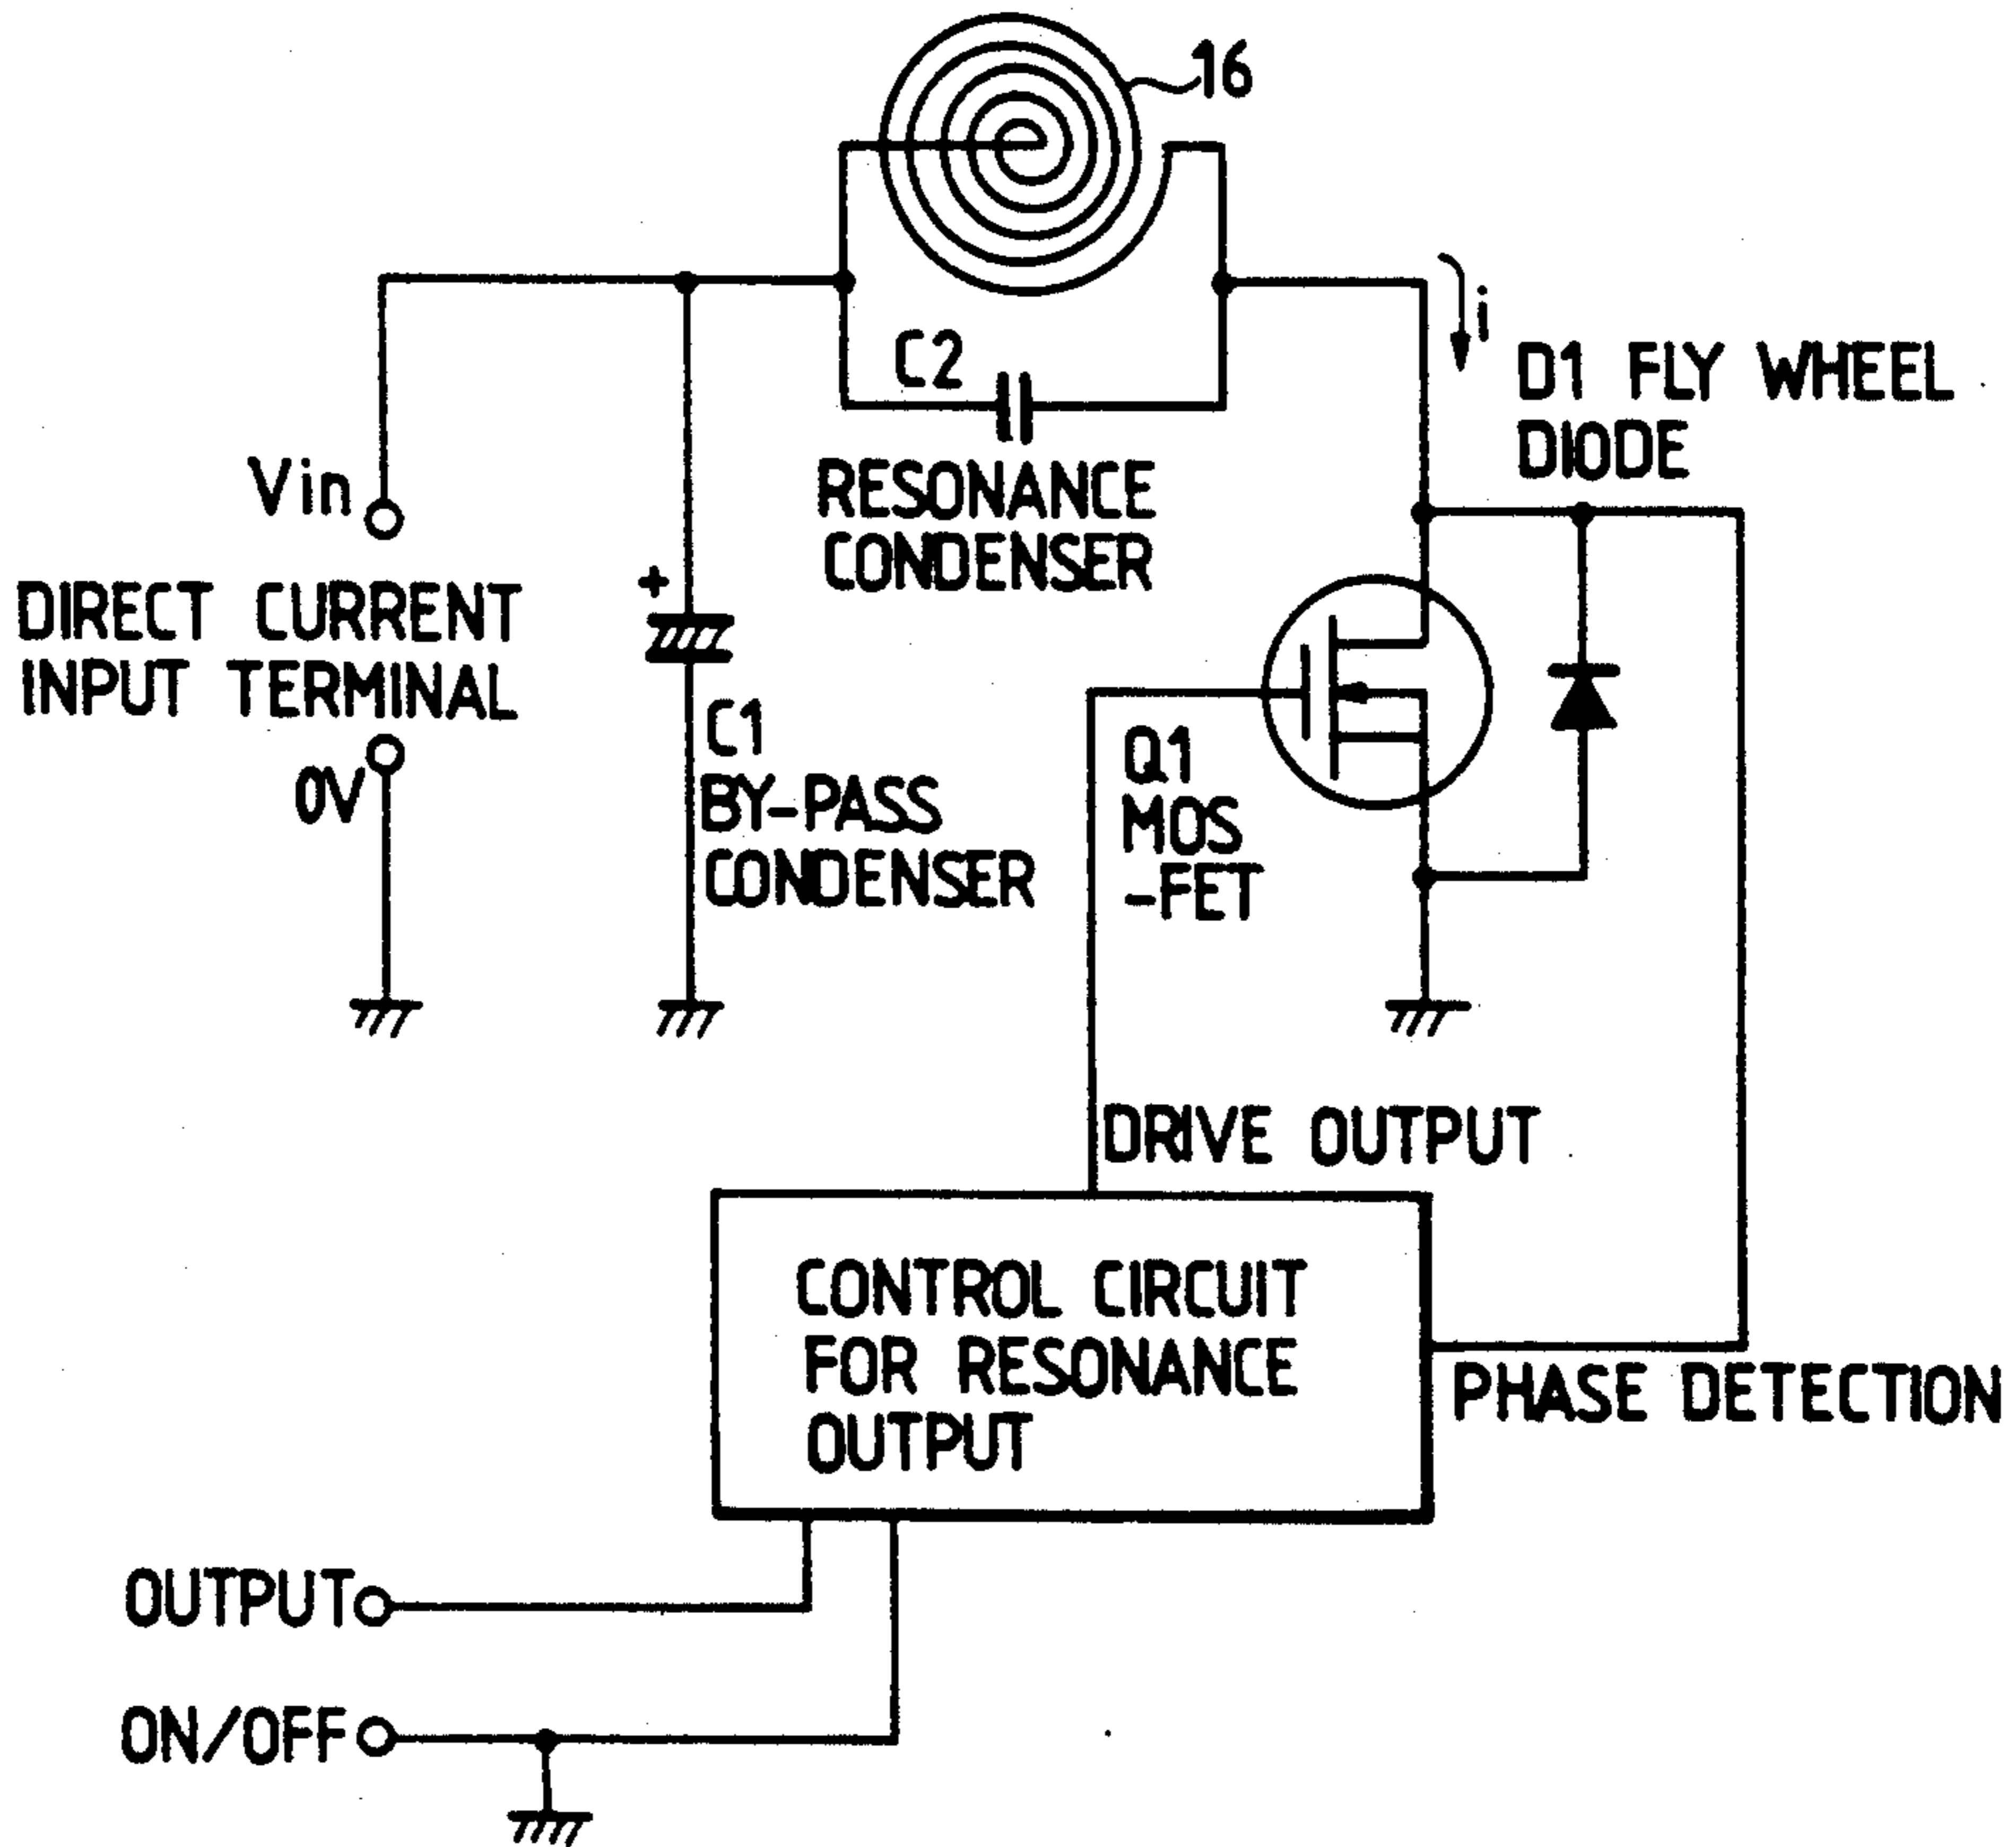 16
C2
RESONANCE
CONDENSER
i
D1 FLY WHEEL
DIODE
Vin
DIRECT CURRENT
INPUT TERMINAL
0V
+
C1
BY-PASS
CONDENSER
Q1
MOS
-FET
DRIVE OUTPUT
CONTROL CIRCUIT
FOR RESONANCE
OUTPUT
PHASE DETECTION
OUTPUT
ON/OFF